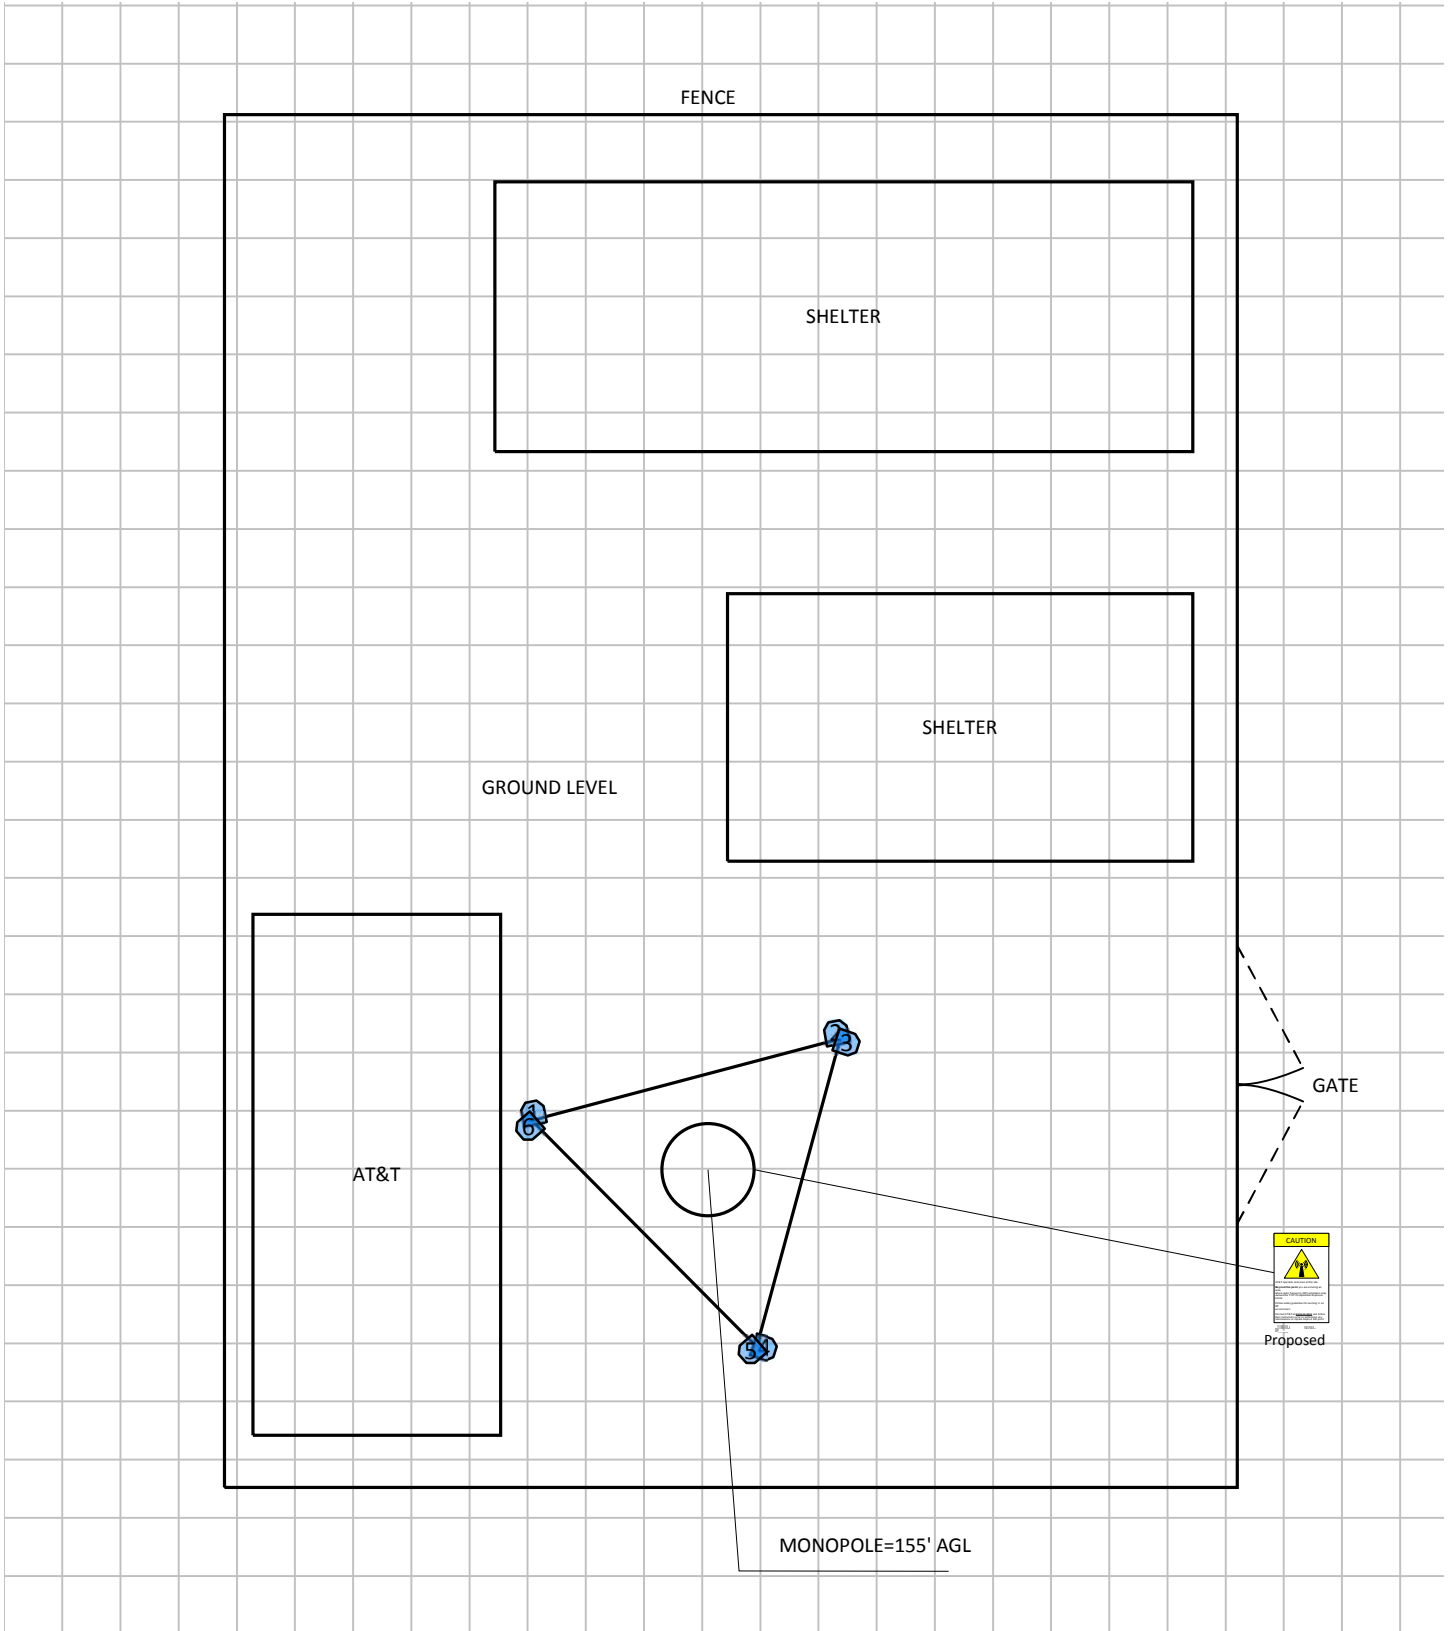 FENCE
SHELTER
SHELTER
GROUND LEVEL
2
3
1
6
GATE
AT&T
CAUTION
5
4
Proposed
MONOPOLE=155' AGL